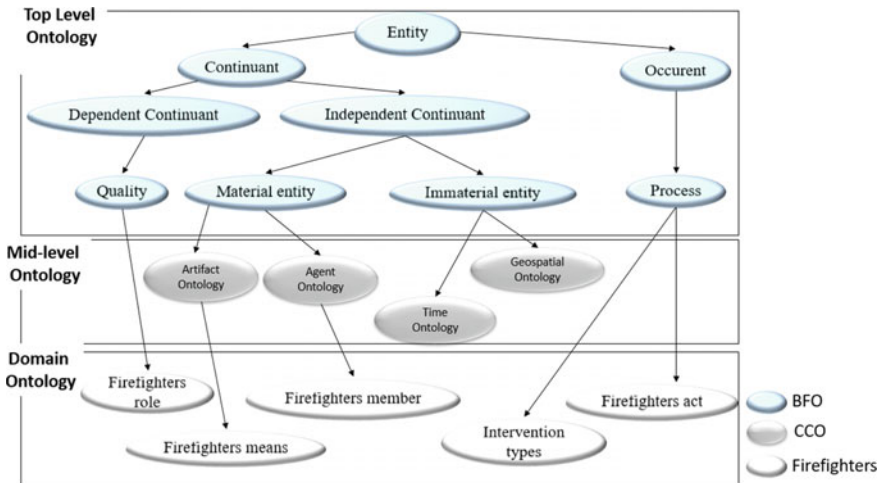 Top Level
Ontology
Entity
Continuant
Occurent
Dependent Continuant
Independent Continuant
Quality
Material entity
Immaterial entity
Process
Mid-level
Ontology
Artifact
Ontology
Agent
Ontology
Geospatial
Ontology
Time
Ontology
Domain
Ontology
Firefighters
role
Firefighters member
Firefighters act
Firefighters means
Intervention
types
BFO
CCO
Firefighters